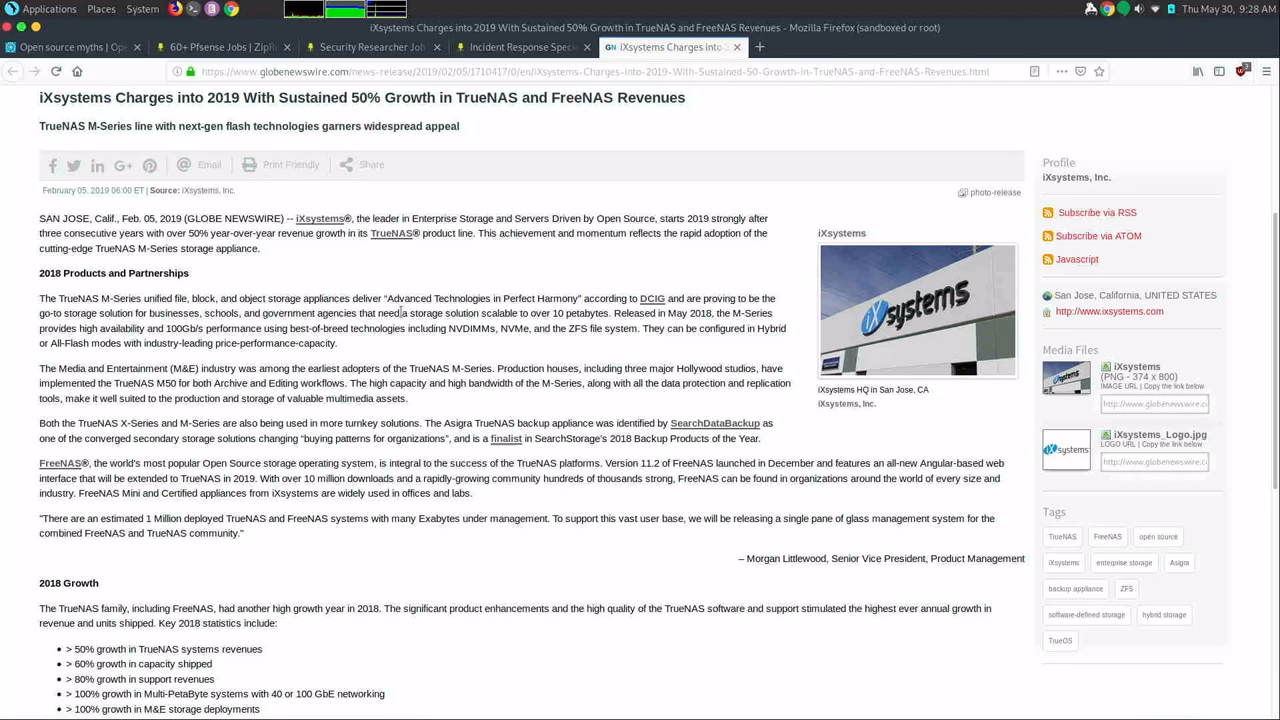 Applications Places System Thu May 30, 9:28 AM
iXsystems Charges into 2019 With Sustained 50% Growth in TrueNAS and FreeNAS Revenues - Mozilla Firefox (sandboxed or root)
Open source myths | Ope × 60+ Pfsense Jobs | ZipR × Security Researcher Job × Incident Response Speci × GN iXsystems Charges into 2 × +
https://www.globenewswire.com/news-release/2019/02/05/1710417/0/en/iXsystems-Charges-into-2019-With-Sustained-50-Growth-in-TrueNAS-and-FreeNAS-Revenues.html
iXsystems Charges into 2019 With Sustained 50% Growth in TrueNAS and FreeNAS Revenues
TrueNAS M-Series line with next-gen flash technologies garners widespread appeal
Email Print Friendly Share
February 05, 2019 06:00 ET | Source: iXsystems, Inc.
photo-release
SAN JOSE, Calif., Feb. 05, 2019 (GLOBE NEWSWIRE) -- iXsystems®, the leader in Enterprise Storage and Servers Driven by Open Source, starts 2019 strongly after
three consecutive years with over 50% year-over-year revenue growth in its TrueNAS® product line. This achievement and momentum reflects the rapid adoption of the
cutting-edge TrueNAS M-Series storage appliance.
2018 Products and Partnerships
The TrueNAS M-Series unified file, block, and object storage appliances deliver “Advanced Technologies in Perfect Harmony” according to DCIG and are proving to be the
go-to storage solution for businesses, schools, and government agencies that need a storage solution scalable to over 10 petabytes. Released in May 2018, the M-Series
provides high availability and 100Gb/s performance using best-of-breed technologies including NVDIMMs, NVMe, and the ZFS file system. They can be configured in Hybrid
or All-Flash modes with industry-leading price-performance-capacity.
The Media and Entertainment (M&E) industry was among the earliest adopters of the TrueNAS M-Series. Production houses, including three major Hollywood studios, have
implemented the TrueNAS M50 for both Archive and Editing workflows. The high capacity and high bandwidth of the M-Series, along with all the data protection and replication
tools, make it well suited to the production and storage of valuable multimedia assets.
Both the TrueNAS X-Series and M-Series are also being used in more turnkey solutions. The Asigra TrueNAS backup appliance was identified by SearchDataBackup as
one of the converged secondary storage solutions changing “buying patterns for organizations”, and is a finalist in SearchStorage's 2018 Backup Products of the Year.
FreeNAS®, the world's most popular Open Source storage operating system, is integral to the success of the TrueNAS platforms. Version 11.2 of FreeNAS launched in December and features an all-new Angular-based web
interface that will be extended to TrueNAS in 2019. With over 10 million downloads and a rapidly-growing community hundreds of thousands strong, FreeNAS can be found in organizations around the world of every size and
industry. FreeNAS Mini and Certified appliances from iXsystems are widely used in offices and labs.
"There are an estimated 1 Million deployed TrueNAS and FreeNAS systems with many Exabytes under management. To support this vast user base, we will be releasing a single pane of glass management system for the
combined FreeNAS and TrueNAS community."
– Morgan Littlewood, Senior Vice President, Product Management
2018 Growth
The TrueNAS family, including FreeNAS, had another high growth year in 2018. The significant product enhancements and the high quality of the TrueNAS software and support stimulated the highest ever annual growth in
revenue and units shipped. Key 2018 statistics include:
• > 50% growth in TrueNAS systems revenues
• > 60% growth in capacity shipped
• > 80% growth in support revenues
• > 100% growth in Multi-PetaByte systems with 40 or 100 GbE networking
• > 100% growth in M&E storage deployments
iXsystems
iXsystems
iXsystems HQ in San Jose, CA
iXsystems, Inc.
Profile
iXsystems, Inc.
Subscribe via RSS
Subscribe via ATOM
Javascript
San Jose, California, UNITED STATES
http://www.ixsystems.com
Media Files
iXsystems
(PNG - 374 x 800)
IMAGE URL | Copy the link below
http://www.globenewswire.c
iXsystems
iXsystems_Logo.jpg
LOGO URL | Copy the link below
http://www.globenewswire.c
Tags
TrueNAS FreeNAS open source
iXsystems enterprise storage Asigra
backup appliance ZFS
software-defined storage hybrid storage
TrueOS